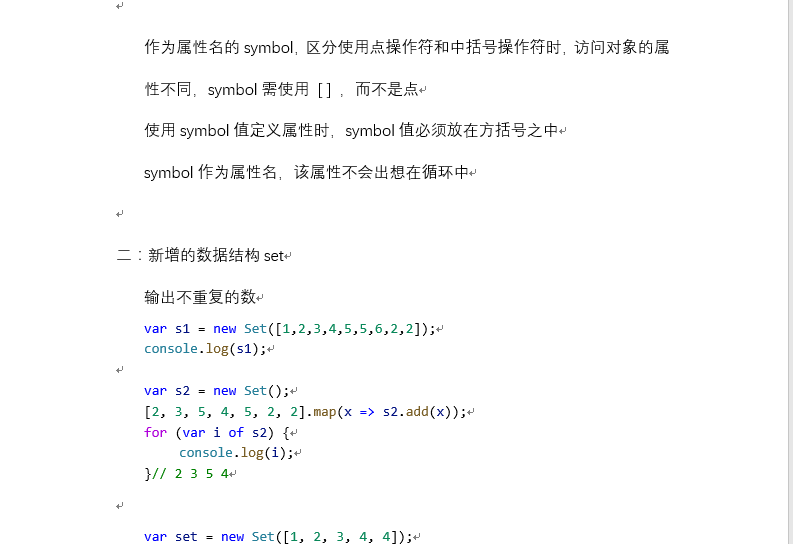 作为属性名的 symbol, 区分使用点操作符和中括号操作符时, 访问对象的属
性不同, symbol 需使用 [ ] , 而不是点
使用 symbol 值定义属性时, symbol 值必须放在方括号之中
symbol 作为属性名, 该属性不会出想在循环中
二：新增的数据结构 set
输出不重复的数
var s1 = new Set([1,2,3,4,5,5,6,2,2]);
console.log(s1);
var s2 = new Set();
[2, 3, 5, 4, 5, 2, 2].map(x => s2.add(x));
for (var i of s2) {
console.log(i);
}// 2 3 5 4
var set = new Set([1, 2, 3, 4, 4]);